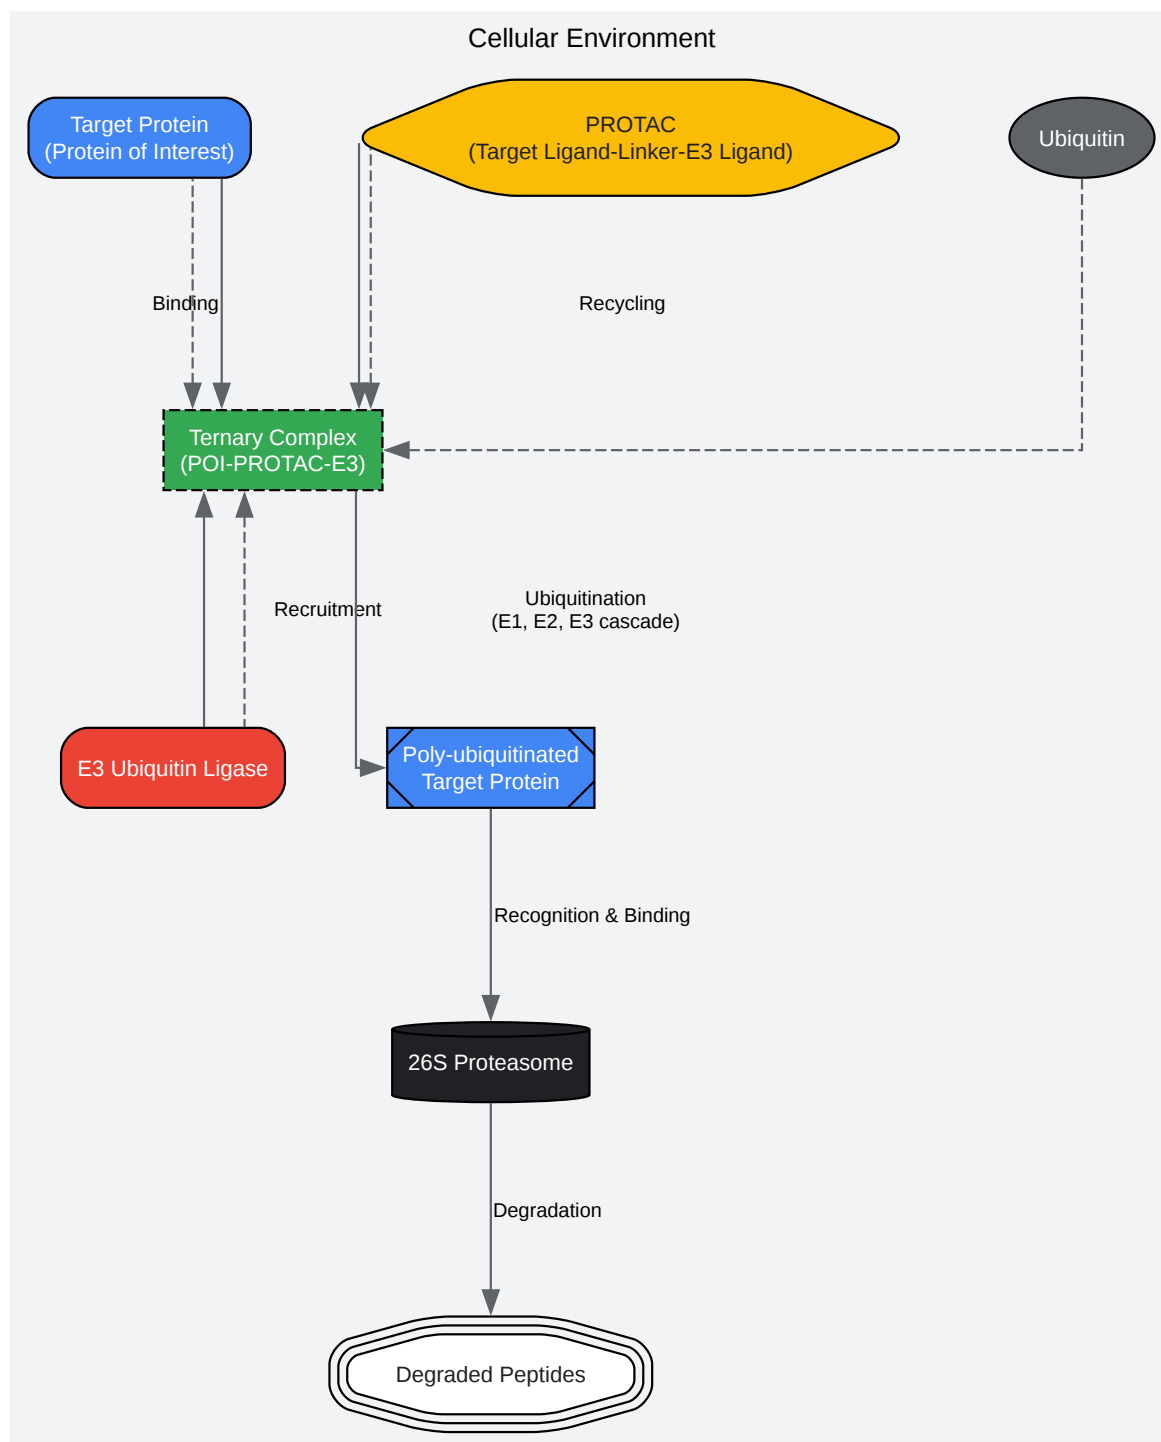 Cellular Environment
Target Protein
(Protein of Interest)
PROTAC
(Target Ligand-Linker-E3 Ligand)
Ubiquitin
Binding
Recycling
Ternary Complex
(POI-PROTAC-E3)
Recruitment
Ubiquitination
(E1, E2, E3 cascade)
E3 Ubiquitin Ligase
Poly-ubiquitinated
Target Protein
Recognition & Binding
26S Proteasome
Degradation
Degraded Peptides